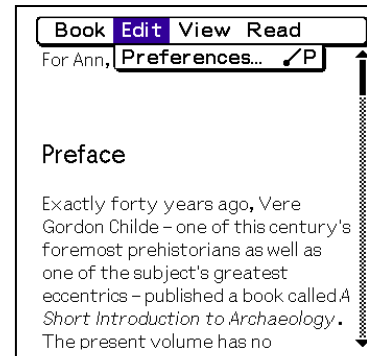 Book Edit View Read
For Ann, Preferences... /P
Preface
Exactly forty years ago, Vere
Gordon Childe – one of this century's
foremost prehistorians as well as
one of the subject's greatest
eccentrics – published a book called A
Short Introduction to Archaeology.
The present volume has no